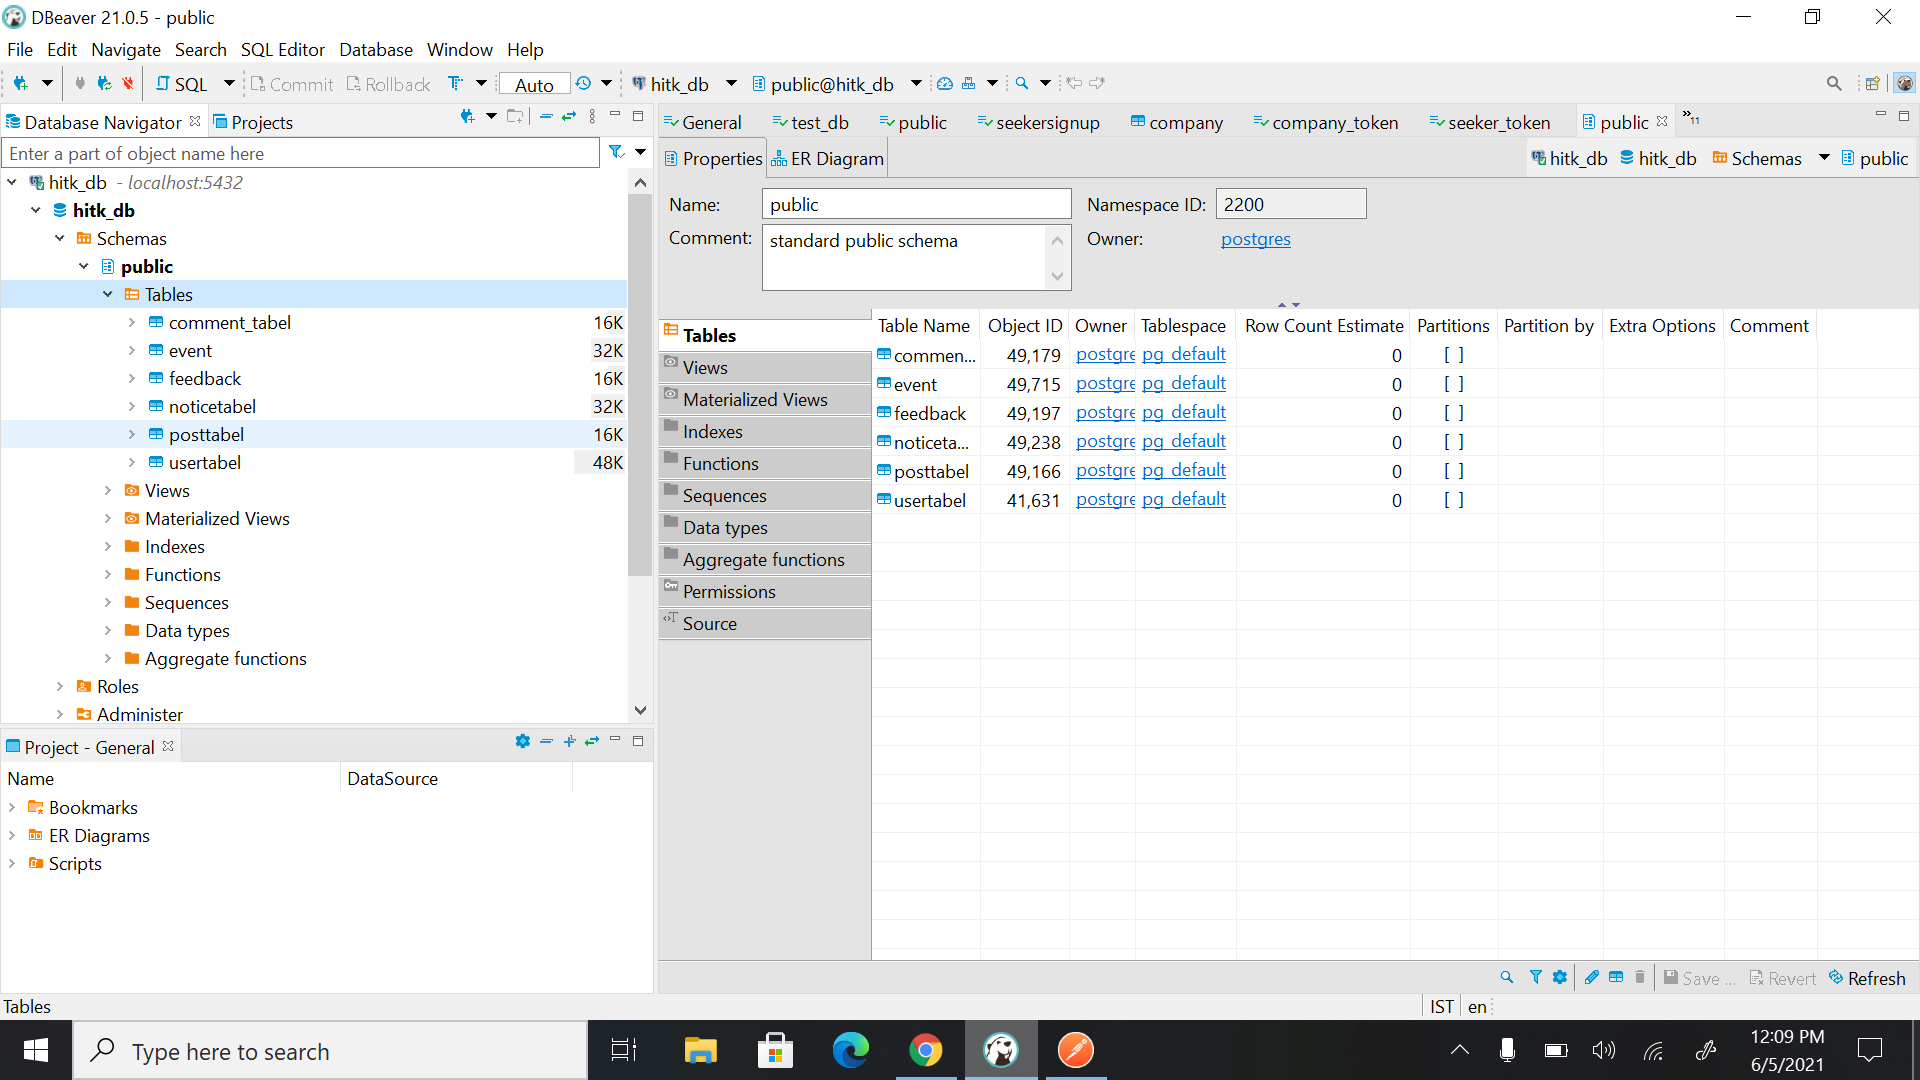 DBeaver 21.0.5 - public
File Edit Navigate Search SQL Editor Database Window Help
SQL Commit Rollback Auto hitk_db public@hitk_db
Database Navigator Projects
General test_db public seekersignup company company_token seeker_token public »11
Enter a part of object name here
Properties ER Diagram hitk_db hitk_db Schemas public
hitk_db - localhost:5432
hitk_db
Schemas
public
Tables
comment_tabel 16K
event 32K
feedback 16K
noticetabel 32K
posttabel 16K
usertabel 48K
Views
Materialized Views
Indexes
Functions
Sequences
Data types
Aggregate functions
Roles
Administer
Name: public Namespace ID: 2200
Comment: standard public schema Owner: postgres
Tables
Views
Materialized Views
Indexes
Functions
Sequences
Data types
Aggregate functions
Permissions
Source
Table Name Object ID Owner Tablespace Row Count Estimate Partitions Partition by Extra Options Comment
commen... 49,179 postgre pg_default 0 [ ]
event 49,715 postgre pg_default 0 [ ]
feedback 49,197 postgre pg_default 0 [ ]
noticeta... 49,238 postgre pg_default 0 [ ]
posttabel 49,166 postgre pg_default 0 [ ]
usertabel 41,631 postgre pg_default 0 [ ]
Project - General
Name DataSource
Bookmarks
ER Diagrams
Scripts
Save ... Revert Refresh
Tables IST en
Type here to search
12:09 PM
6/5/2021